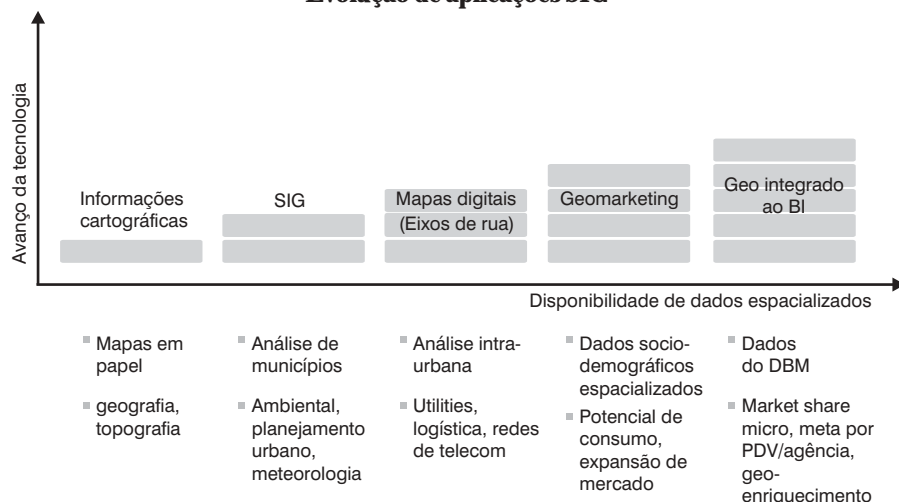 Evolução de aplicações SIG
Avanço da tecnologia
Informações
cartográficas
SIG
Mapas digitais
(Eixos de rua)
Geomarketing
Geo integrado
ao BI
Disponibilidade de dados espacializados
Mapas em
papel
geografia,
topografia
Análise de
municípios
Ambiental,
planejamento
urbano,
meteorologia
Análise intra-
urbana
Utilities,
logística, redes
de telecom
Dados socio-
demográficos
espacializados
Potencial de
consumo,
expansão de
mercado
Dados
do DBM
Market share
micro, meta por
PDV/agência,
geo-
enriquecimento